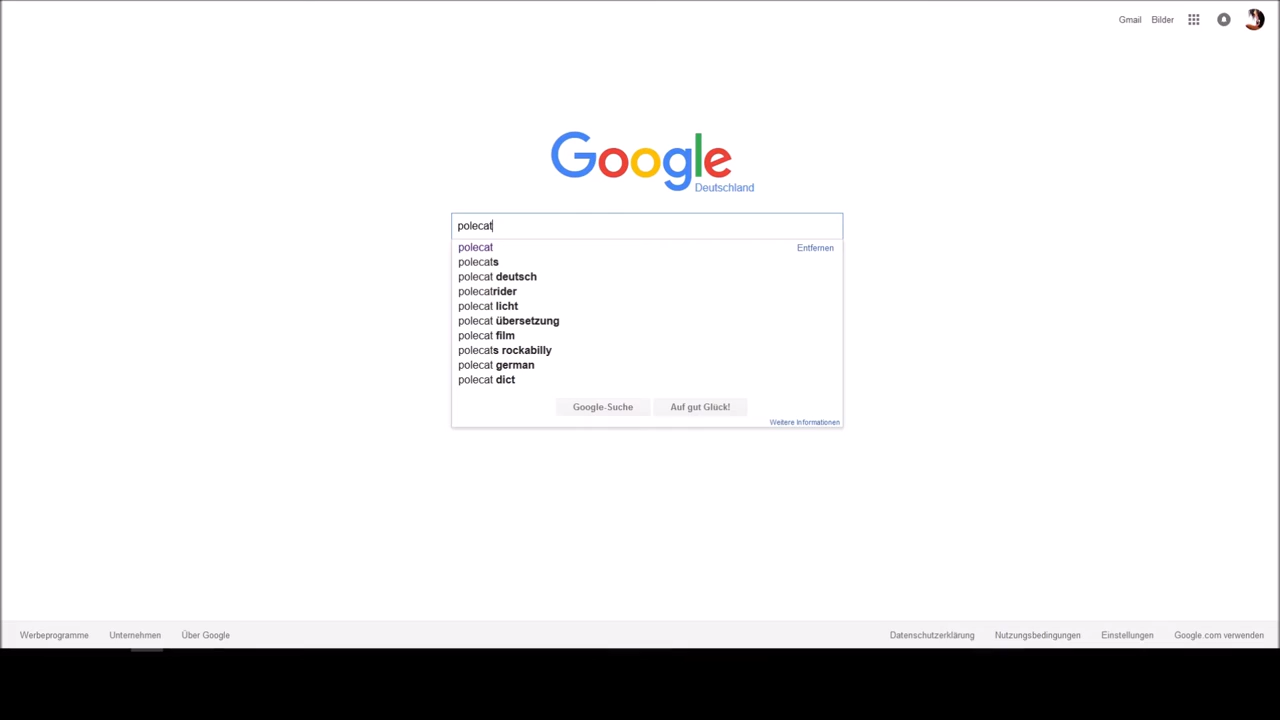 Gmail Bilder
Google
Deutschland
polecat
polecat Entfernen
polecats
polecat deutsch
polecatrider
polecat licht
polecat übersetzung
polecat film
polecats rockabilly
polecat german
polecat dict
Google-Suche Auf gut Glück!
Weitere Informationen
Werbeprogramme Unternehmen Über Google Datenschutzerklärung Nutzungsbedingungen Einstellungen Google.com verwenden